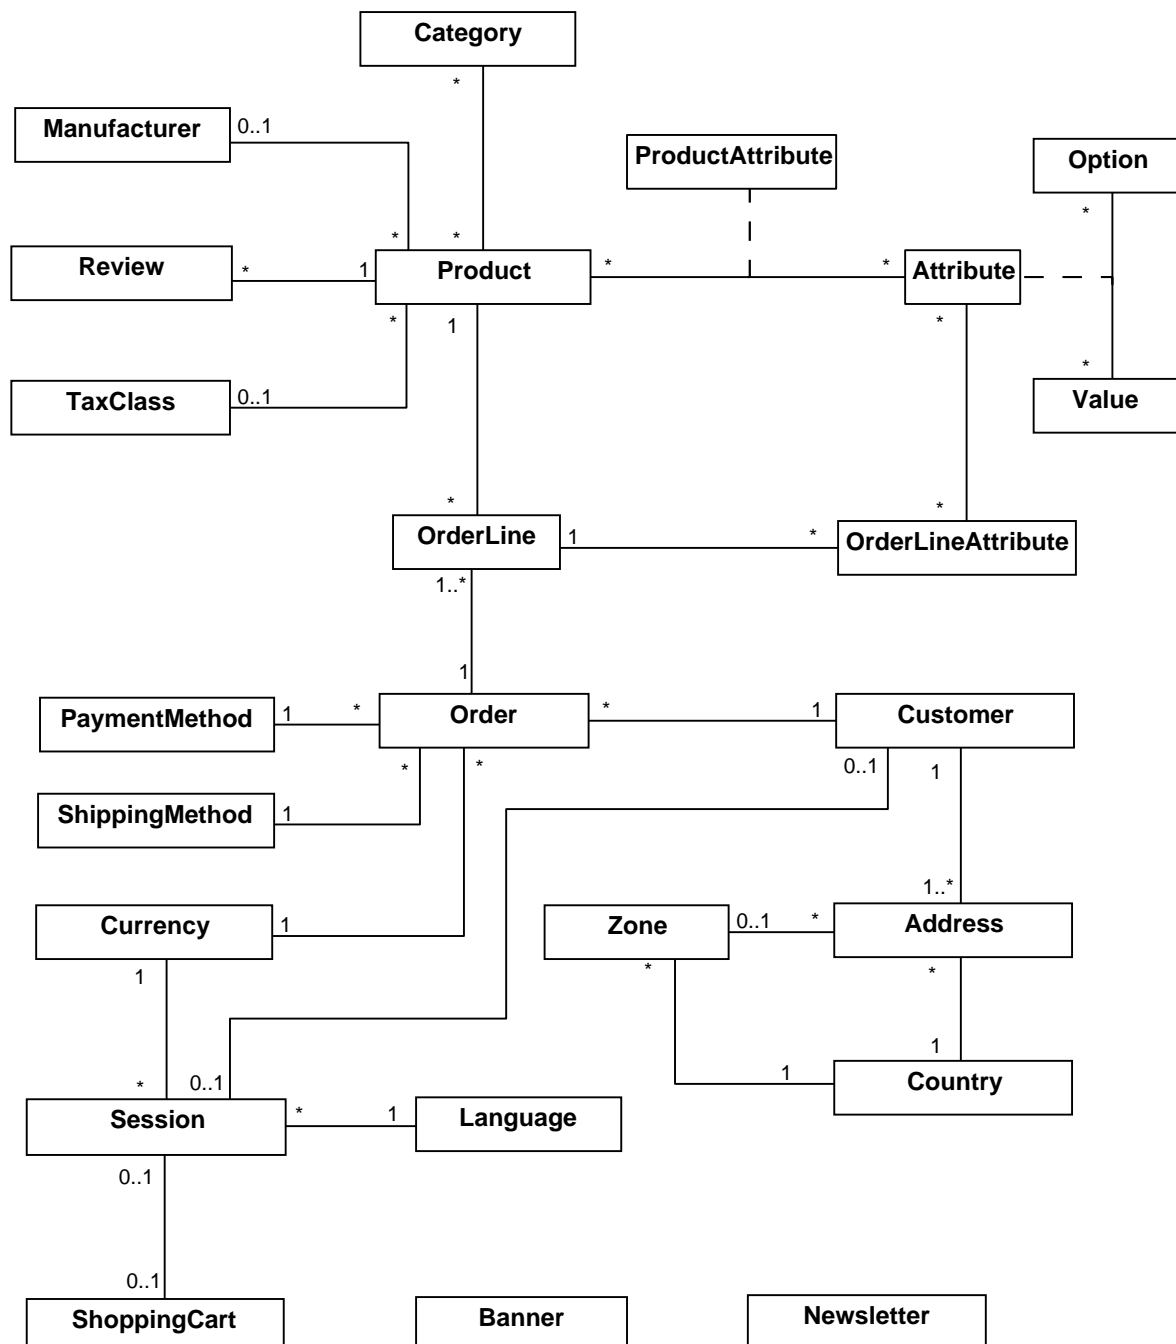 Category
*
Manufacturer
0..1
ProductAttribute
Option
*
*
*
Review
*
1
Product
*
*
Attribute
*
1
*
*
TaxClass
0..1
Value
*
*
OrderLine
1
*
OrderLineAttribute
1..*
1
PaymentMethod
1
*
Order
*
1
Customer
*
*
0..1
1
ShippingMethod
1
1..*
Currency
1
Zone
0..1
*
Address
1
*
*
1
*
0..1
1
Country
Session
*
1
Language
0..1
0..1
ShoppingCart
Banner
Newsletter